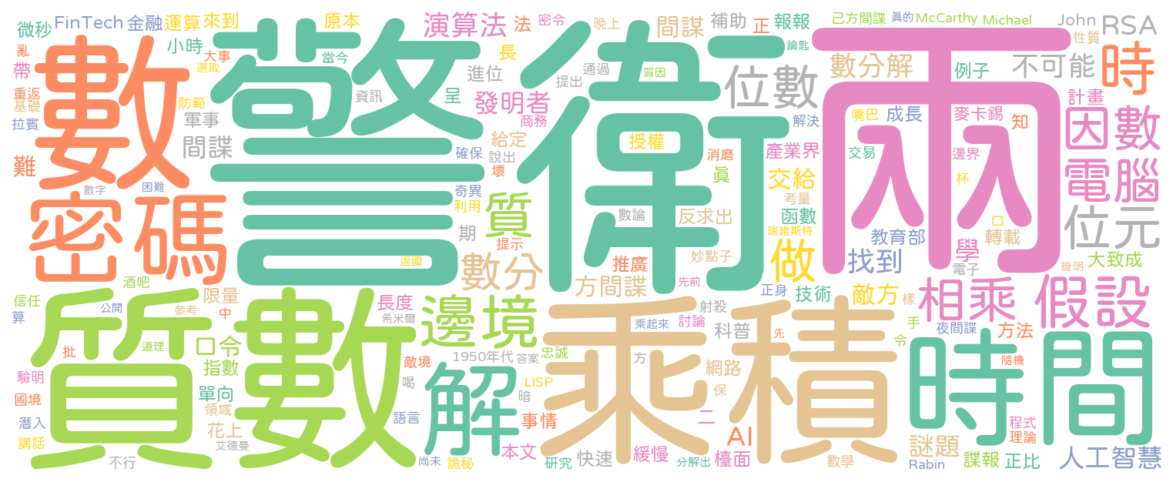 微秒 FinTech 金融 運算 來到 原本 演算法 法 密令 晚上 間諜 補助 正 報報 己方間諜 真的 McCarthy Michael John RSA
亂 大事 小時 選取 當今 長 進位 提出 通過 質因 鑰匙 位數 數分解 例子 不可能 性質 時
帶 重返 基礎 防範 資訊 呈 發明者 商務 解決 嘴巴 成長 麥卡錫 計畫
拉賓 軍事 給定 授權 知 因數
數 警衛 兩
難 間諜 確保 說出 壞 消磨 產業界 交易 邊界 電腦
密碼 數字 困難 奇異 利用 真 交給 考量 杯 口 轉載 位元
質 數論 反求出 函數 教育部 學
期 提示 瑞維斯特 證明
數分 返國 推廣 妙點子 做 找到 電子 大致成
酒吧 公開 參考 限量 長度 邊境 方間諜 先前 正身 技術 敵方 樣 相乘 假設
信任 算 中 希米爾 射殺 手 夜間諜 方法
質數 道理 口令 敵境 乘起來 討論 科普 令
批 指數 1950年代 答案 忠誠 乘積 方 先 隨機 時間
驗明 單向 解 網路
國境 領域 喝 LISP 暗 保 二 程式
潛入 花上 語言 事情 AI 理論
講話 艾德曼 本文 緩慢 檯面 謎題
不行 尚未 詭秘 研究 快速 分解出 數學 Rabin 諜報 正比 人工智慧